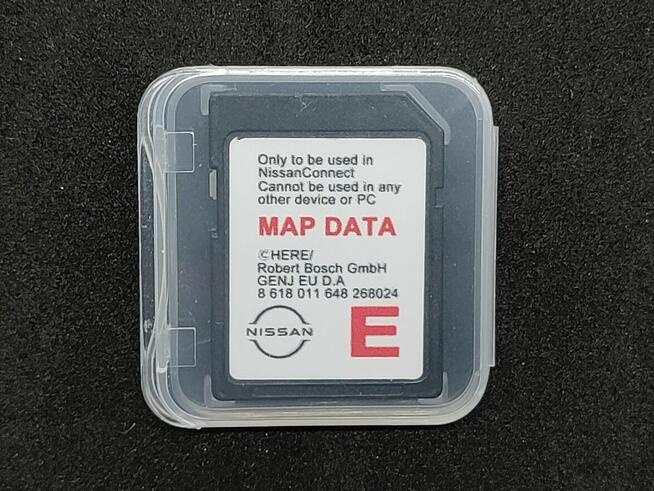 Only to be used in
NissanConnect
Cannot be used in any
other device or PC
MAP DATA
©HERE/
Robert Bosch GmbH
GENJ EU D.A
8 618 011 648 268024
NISSAN
E